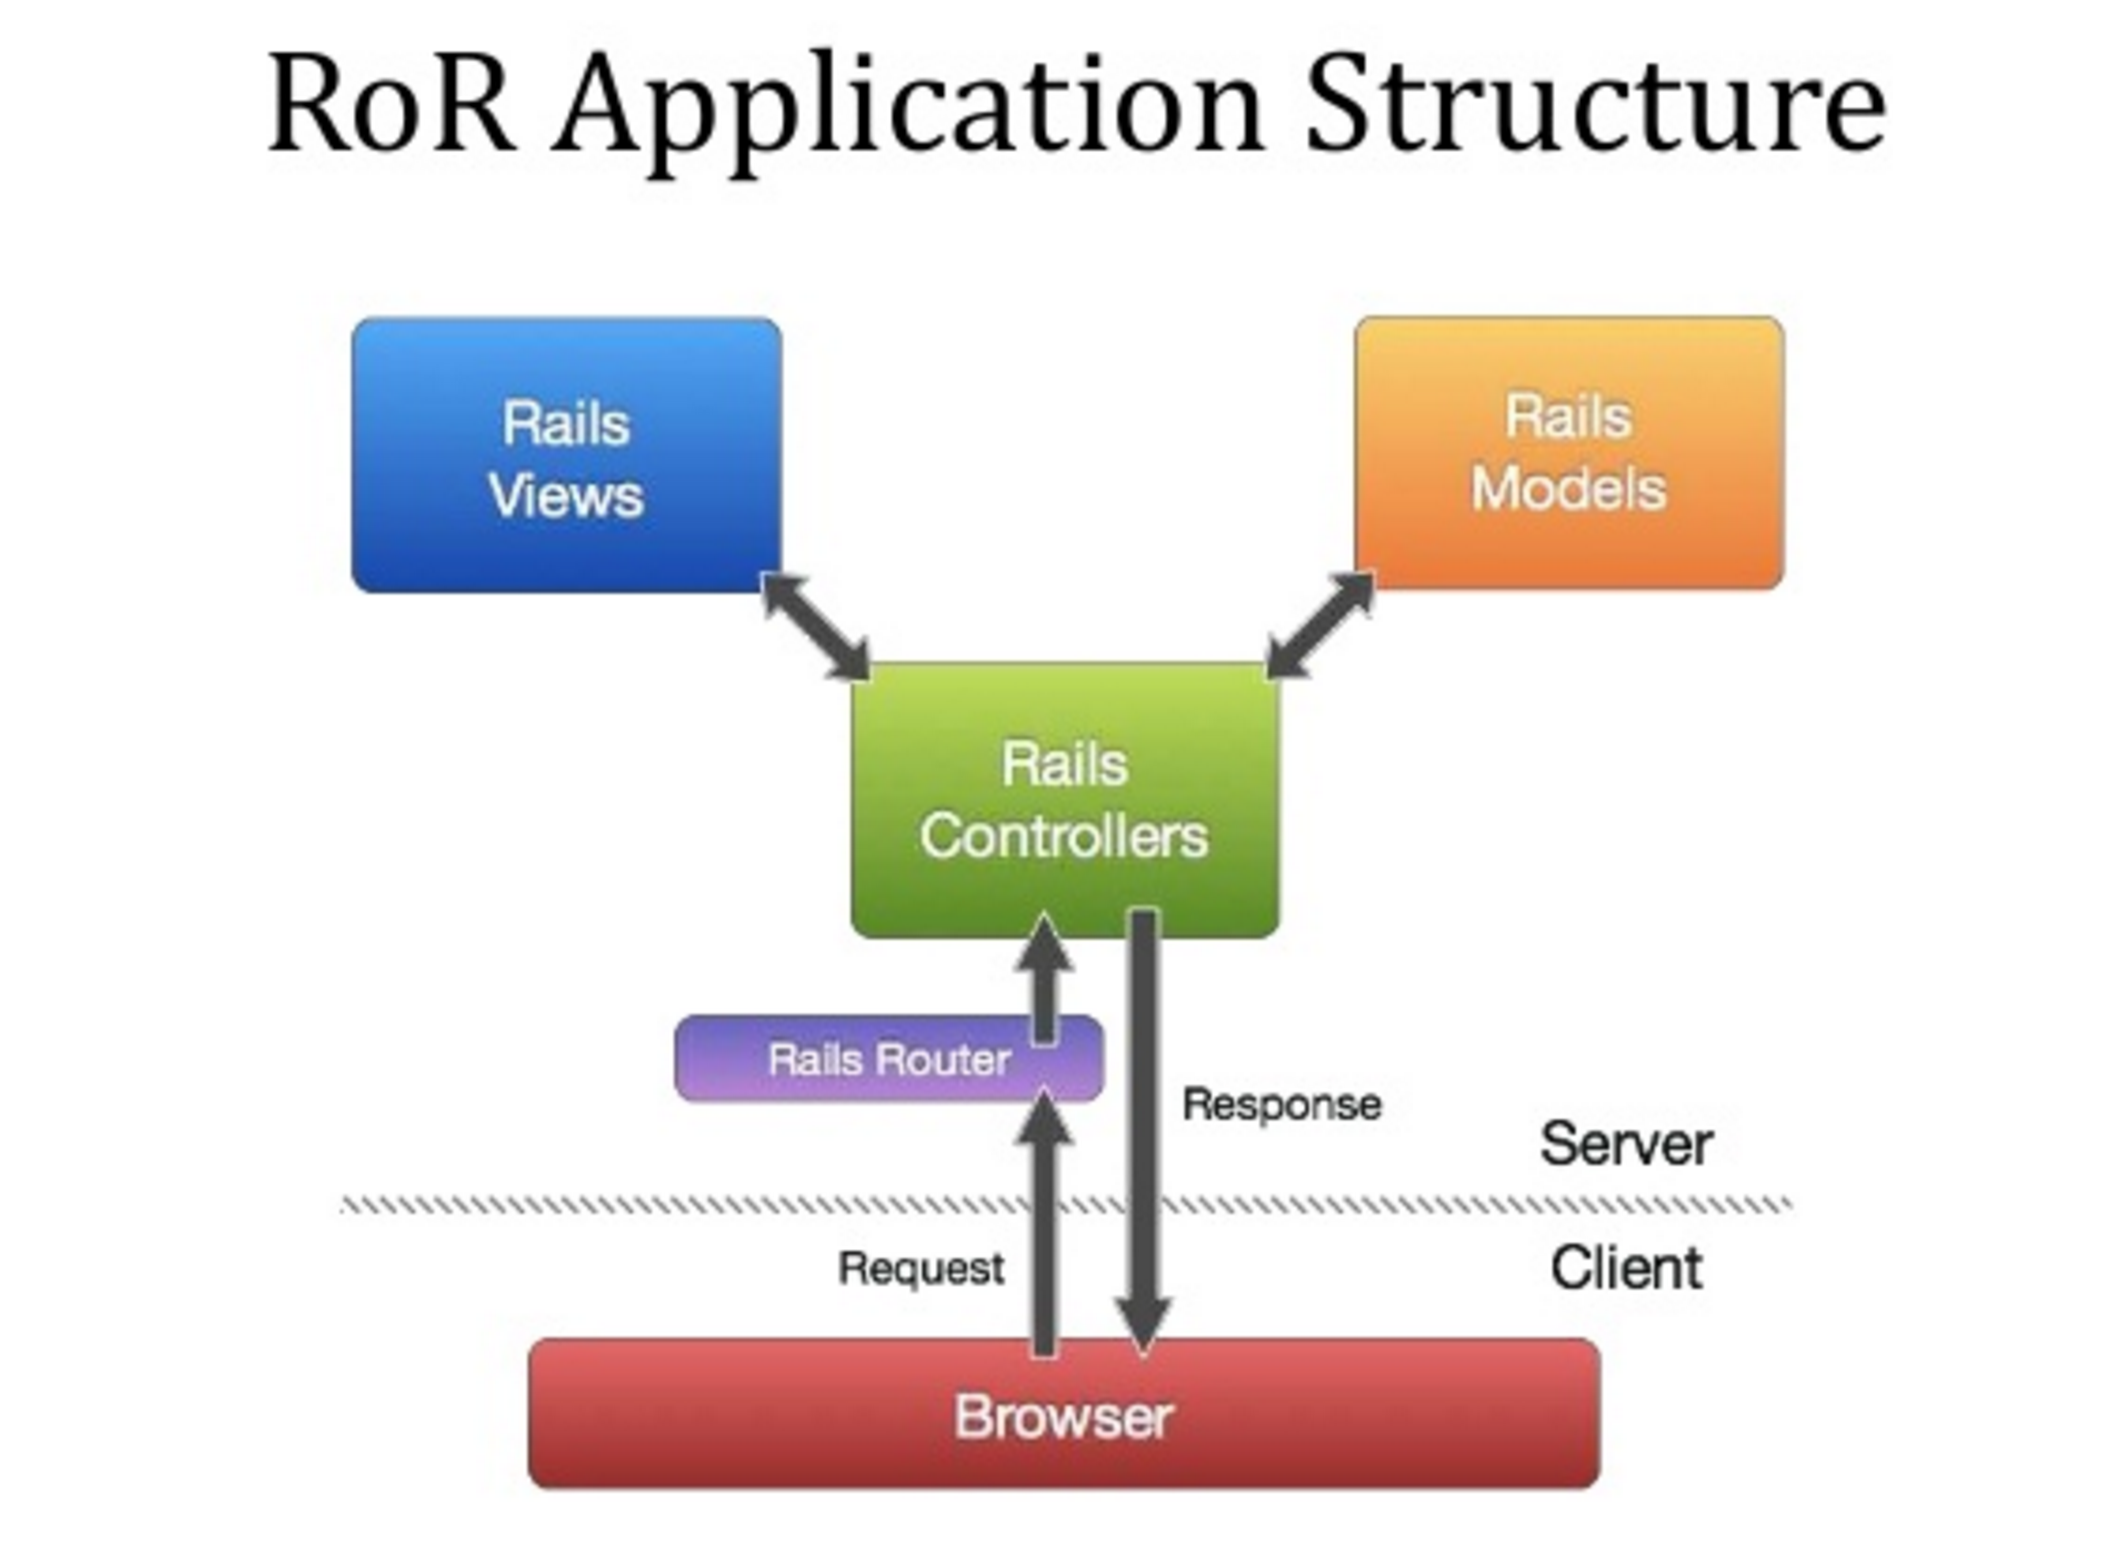 RoR Application Structure
Rails
Views
Rails
Models
Rails
Controllers
Rails Router
Response
Server
Request
Client
Browser